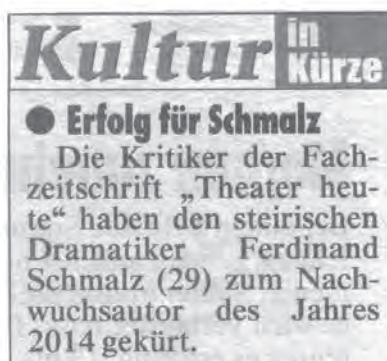 Kultur in Kürze
● Erfolg für Schmalz
Die Kritiker der Fach-
zeitschrift „Theater heu-
te“ haben den steirischen
Dramatiker Ferdinand
Schmalz (29) zum Nach-
wuchsautor des Jahres
2014 gekürt.